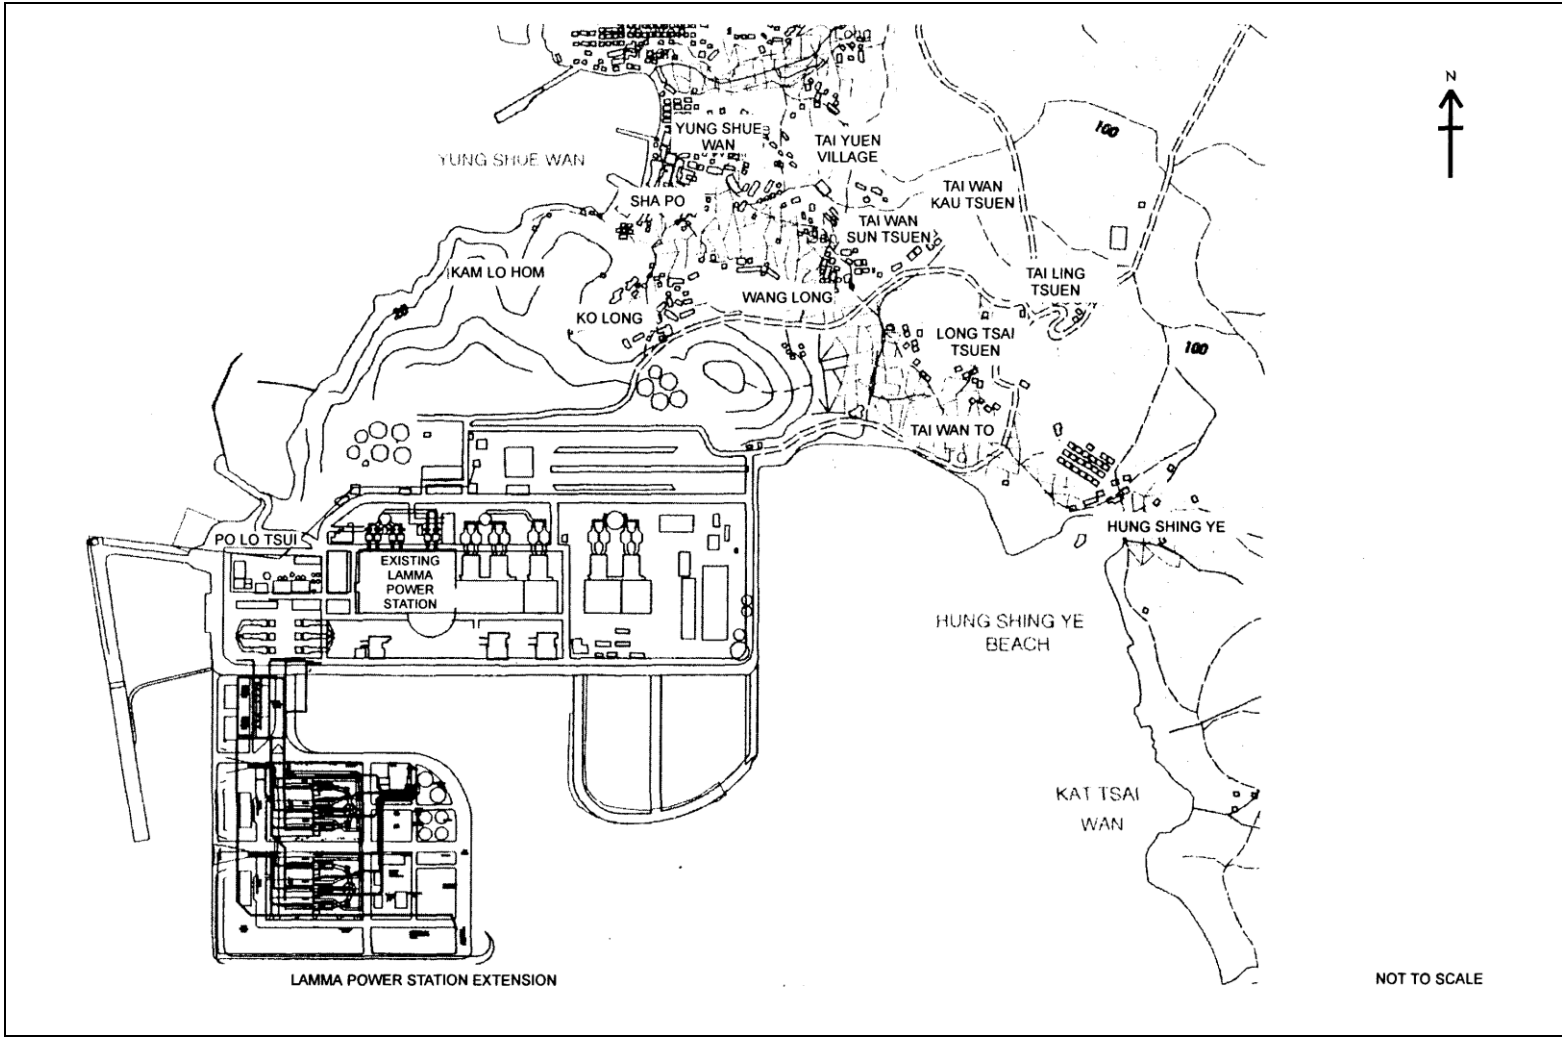 N
100
YUNG SHUE
WAN
TAI YUEN
VILLAGE
YUNG SHUE WAN
TAI WAN
KAU TSUEN
SHA PO
TAI WAN
SUN TSUEN
KAM LO HOM
TAI LING
TSUEN
WANG LONG
20
KO LONG
LONG TSAI
TSUEN
100
TAI WAN TO
HUNG SHING YE
PO LO TSUI
EXISTING
LAMMA
POWER
STATION
HUNG SHING YE
BEACH
KAT TSAI
WAN
LAMMA POWER STATION EXTENSION
NOT TO SCALE